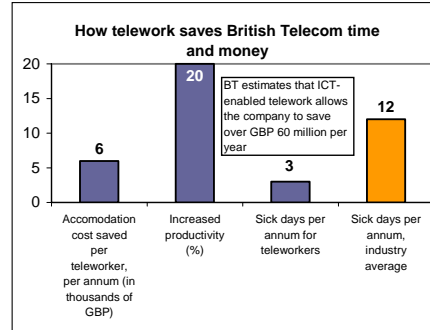 How telework saves British Telecom time
and money
20
15
10
5
0
6
20
3
12
BT estimates that ICT-
enabled telework allows
the company to save
over GBP 60 million per
year
Accomodation
cost saved
per
teleworker,
per annum (in
thousands of
GBP)
Increased
productivity
(%)
Sick days per
annum for
teleworkers
Sick days per
annum,
industry
average